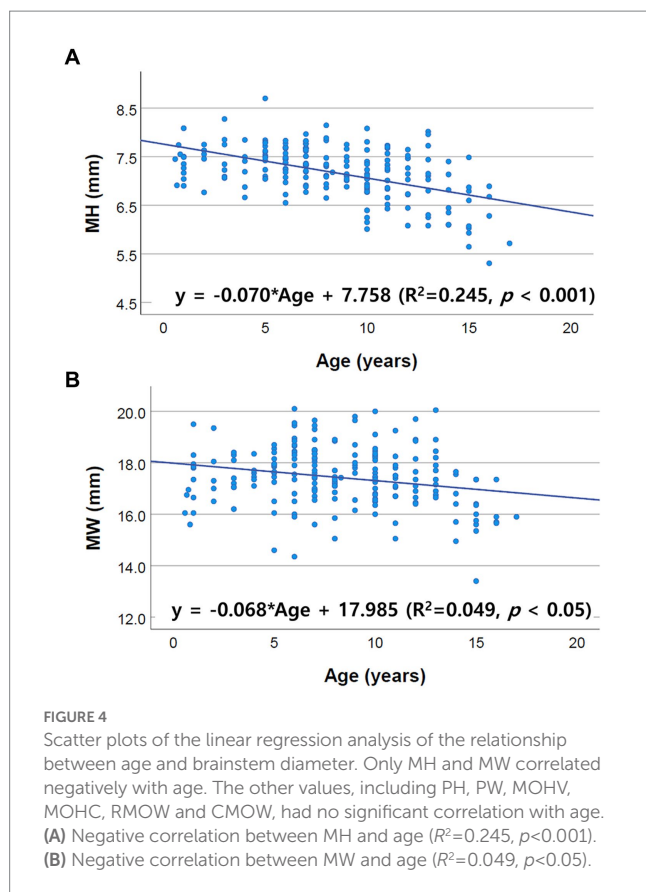 A
8.5
7.5
6.5
5.5
4.5
MH (mm)
y = -0.070*Age + 7.758 (R²=0.245, p < 0.001)
0 5 10 15 20
Age (years)
B
20.0
18.0
16.0
14.0
12.0
MW (mm)
y = -0.068*Age + 17.985 (R²=0.049, p < 0.05)
0 5 10 15 20
Age (years)
FIGURE 4
Scatter plots of the linear regression analysis of the relationship
between age and brainstem diameter. Only MH and MW correlated
negatively with age. The other values, including PH, PW, MOHV,
MOHC, RMOW and CMOW, had no significant correlation with age.
(A) Negative correlation between MH and age (R²=0.245, p<0.001).
(B) Negative correlation between MW and age (R²=0.049, p<0.05).